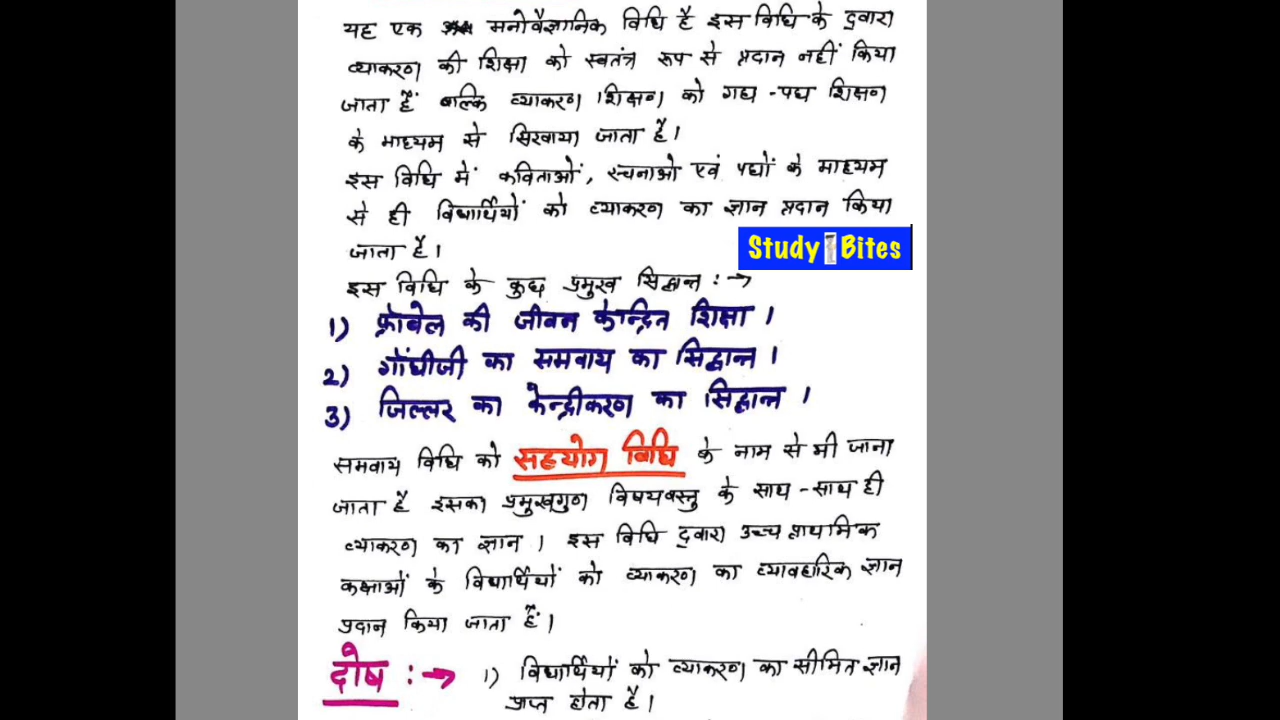 यह एक मनोवैज्ञानिक विधि है इस विधि के दुवारा
व्याकरण की शिक्षा को स्वतंत्र रूप से प्रदान नहीं किया
जाता हैं बल्कि व्याकरण शिक्षण को गद्य -पद्य शिक्षण
के माध्यम से सिखाया जाता है।
इस विधि में कविताओं, रचनाओ एवं पद्यों के माध्यम
से ही विद्यार्थियों को व्याकरण का ज्ञान प्रदान किया
जाता है।
Study Bites
इस विधि के कुछ प्रमुख सिद्धान्त :→
1) फ्रोबेल की जीवन केन्द्रित शिक्षा ।
2) गाँधीजी का समवाय का सिद्धान्त ।
3) जिल्लर का केन्द्रीकरण का सिद्धान्त ।
समवाय विधि को सहयोग विधि के नाम से भी जाना
जाता है इसका प्रमुखगुण विषयवस्तु के साथ -साथ ही
व्याकरण का ज्ञान । इस विधि दुवारा उच्च प्राथमिक
कक्षाओं के विद्यार्थियों को व्याकरण का व्यावहारिक ज्ञान
प्रदान किया जाता हैं।
दोष :→ 1) विद्यार्थियों को व्याकरण का सीमित ज्ञान
प्राप्त होता है।